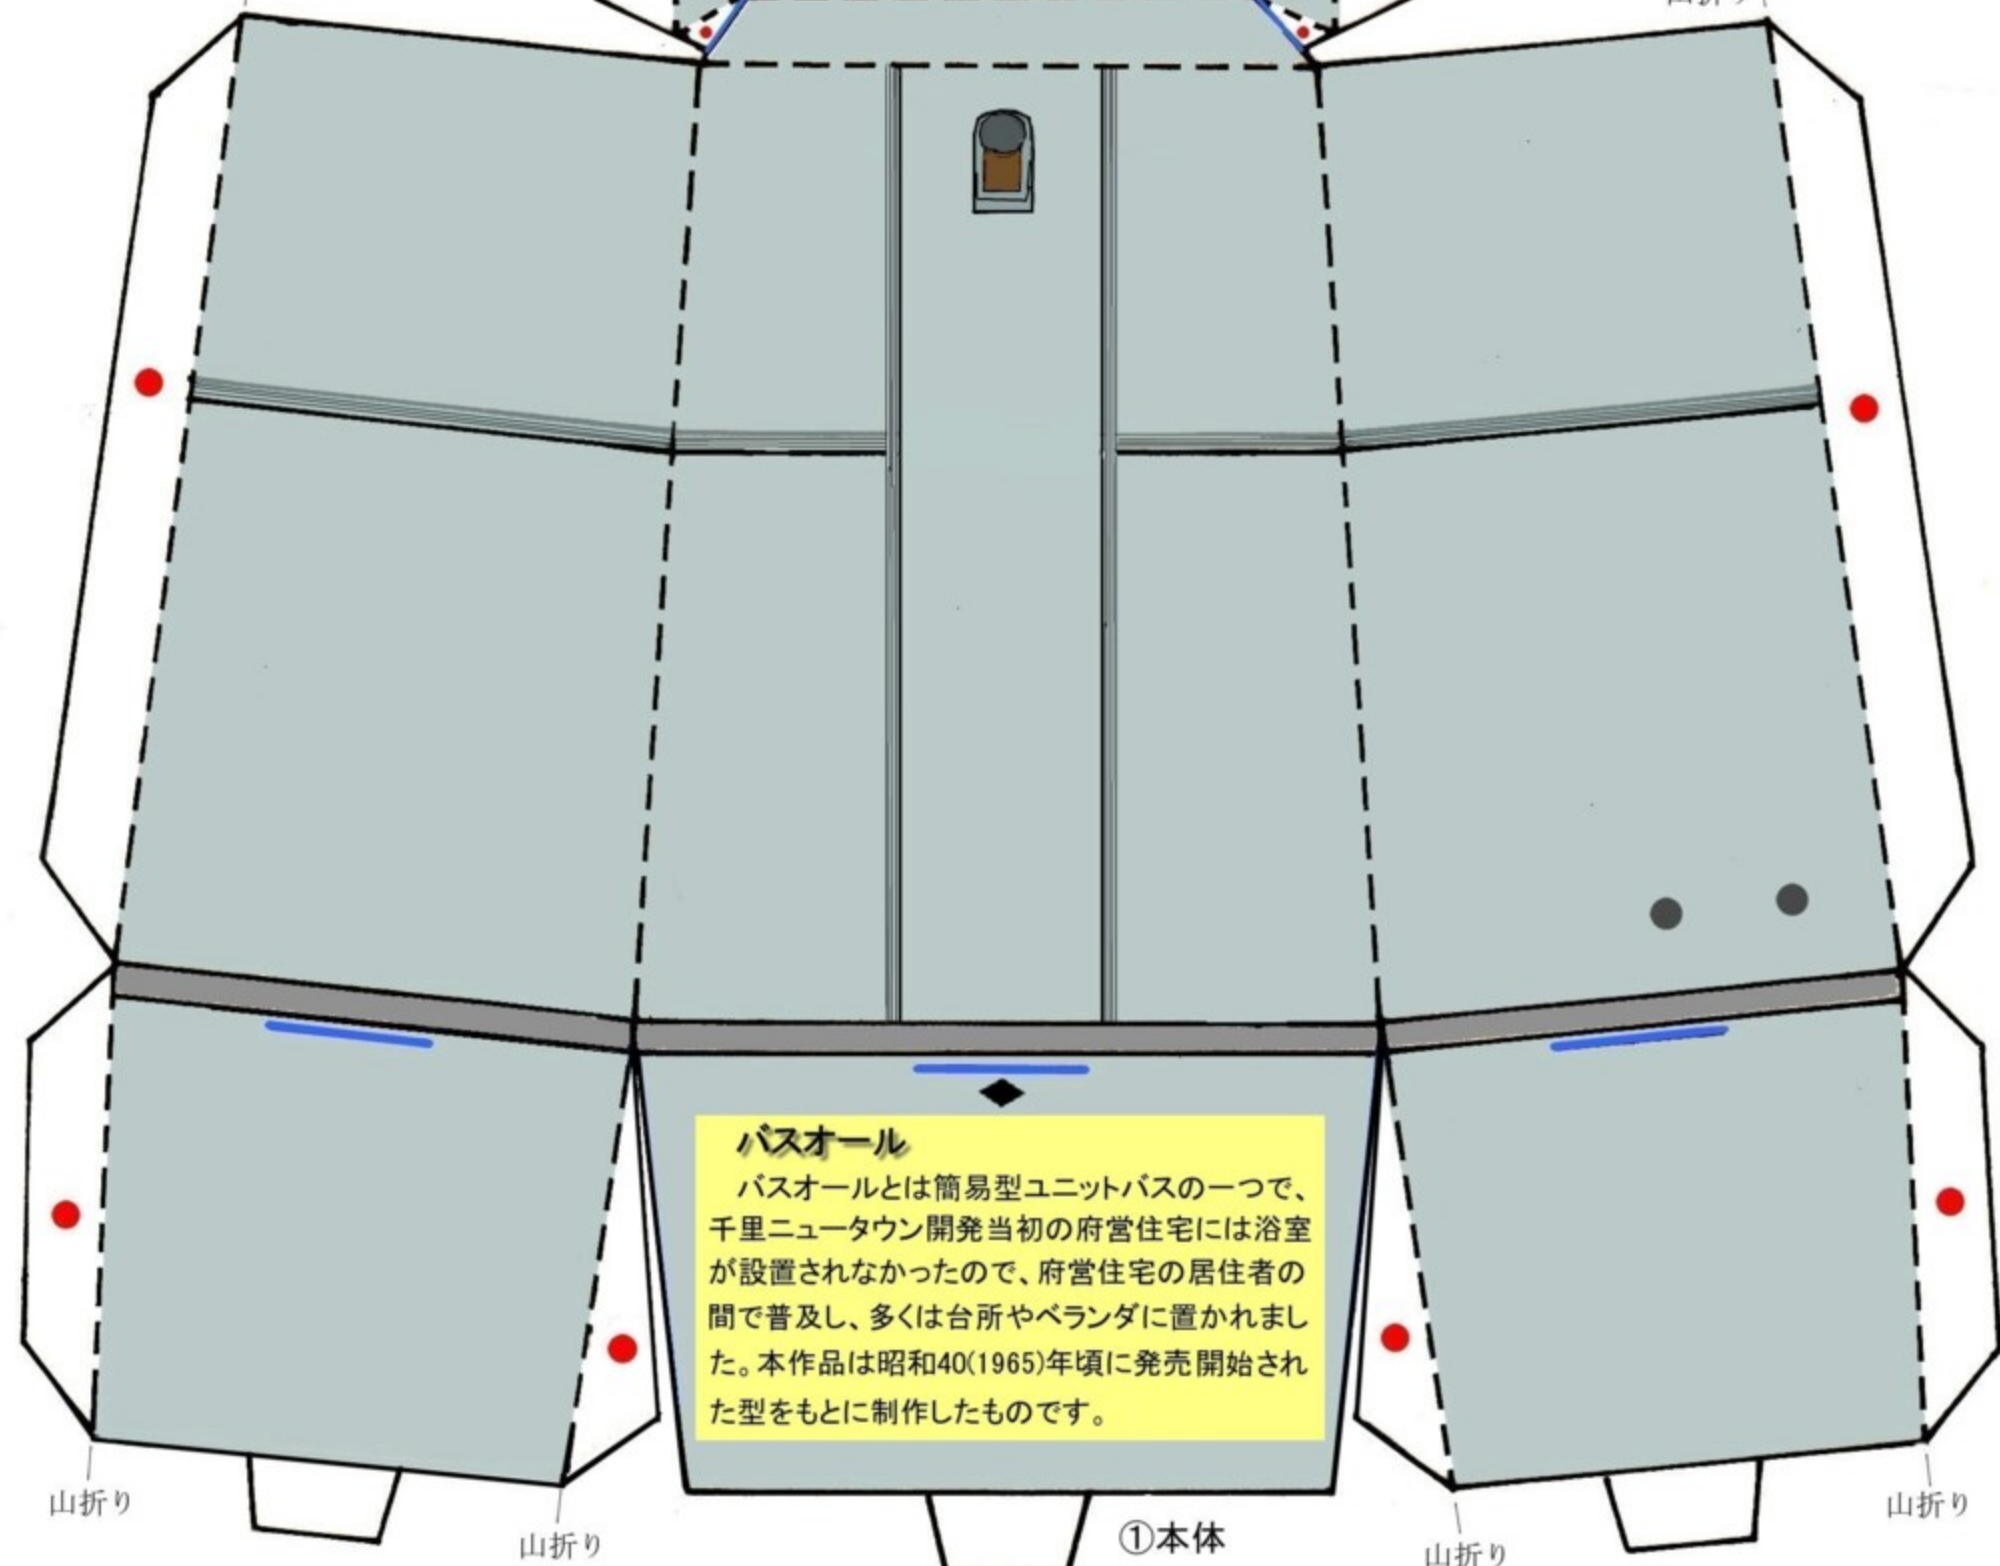 山折り
バスオール
バスオールとは簡易型ユニットバスの一つで、
千里ニュータウン開発当初の府営住宅には浴室
が設置されなかったので、府営住宅の居住者の
間で普及し、多くは台所やベランダに置かれまし
た。本作品は昭和40(1965)年頃に発売開始され
た型をもとに制作したものです。
山折り
山折り
①本体
山折り
山折り